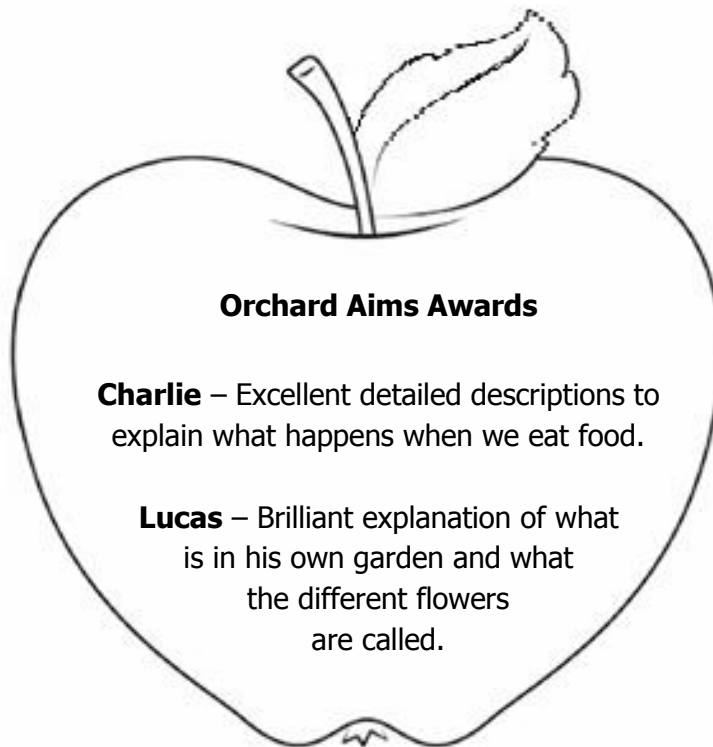 Orchard Aims Awards
Charlie – Excellent detailed descriptions to
explain what happens when we eat food.
Lucas – Brilliant explanation of what
is in his own garden and what
the different flowers
are called.